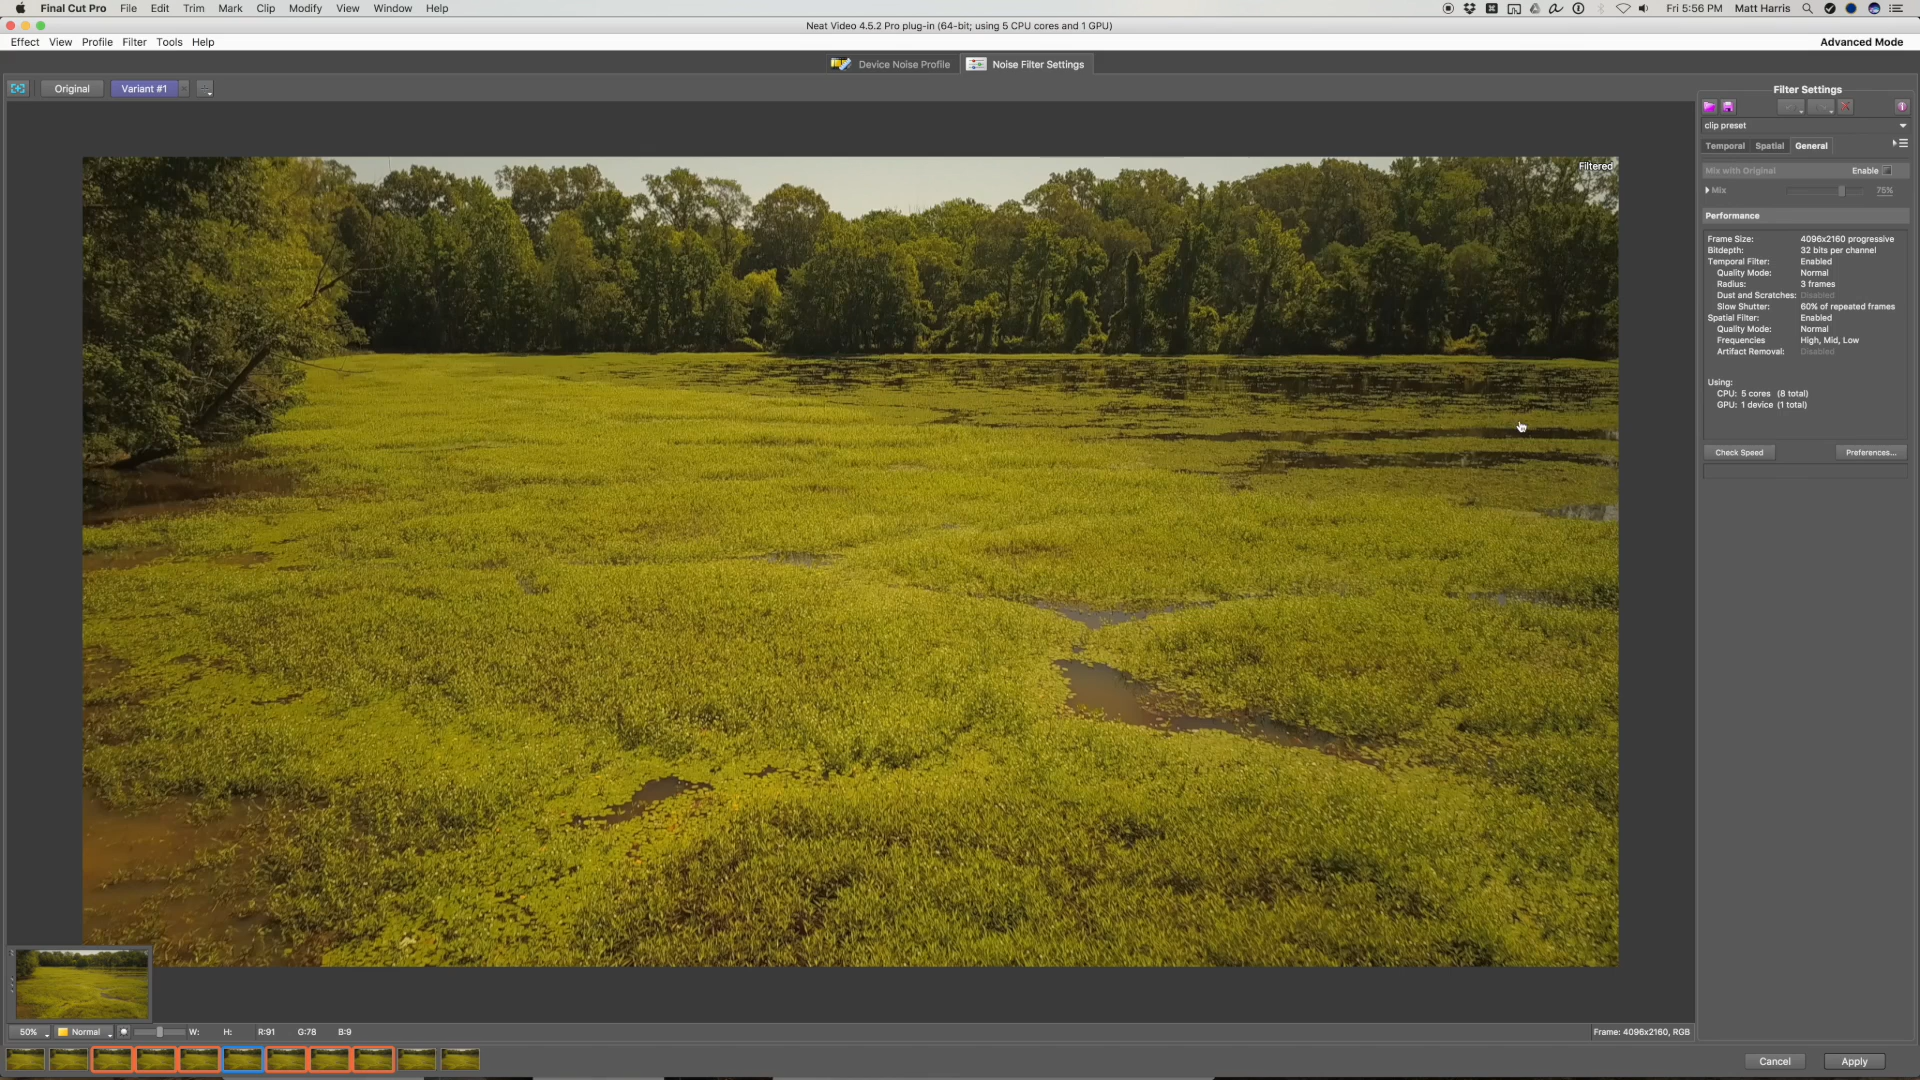 Final Cut Pro File Edit Trim Mark Clip Modify View Window Help Fri 5:56 PM Matt Harris
Neat Video 4.5.2 Pro plug-in (64-bit; using 5 CPU cores and 1 GPU)
Effect View Profile Filter Tools Help Advanced Mode
Device Noise Profile Noise Filter Settings
Original Variant #1
Filter Settings
clip preset
Temporal Spatial General
Filtered
Mix with Original Enable
Mix 75%
Performance
Frame Size: 4096x2160 progressive
Bitdepth: 32 bits per channel
Temporal Filter: Enabled
Quality Mode: Normal
Radius: 3 frames
Dust and Scratches: Disabled
Slow Shutter: 60% of repeated frames
Spatial Filter: Enabled
Quality Mode: Normal
Frequencies High, Mid, Low
Artifact Removal: Disabled
Using:
CPU: 5 cores (8 total)
GPU: 1 device (1 total)
Check Speed Preferences...
50% Normal W: H: R:91 G:78 B:9 Frame: 4096x2160, RGB
Cancel Apply